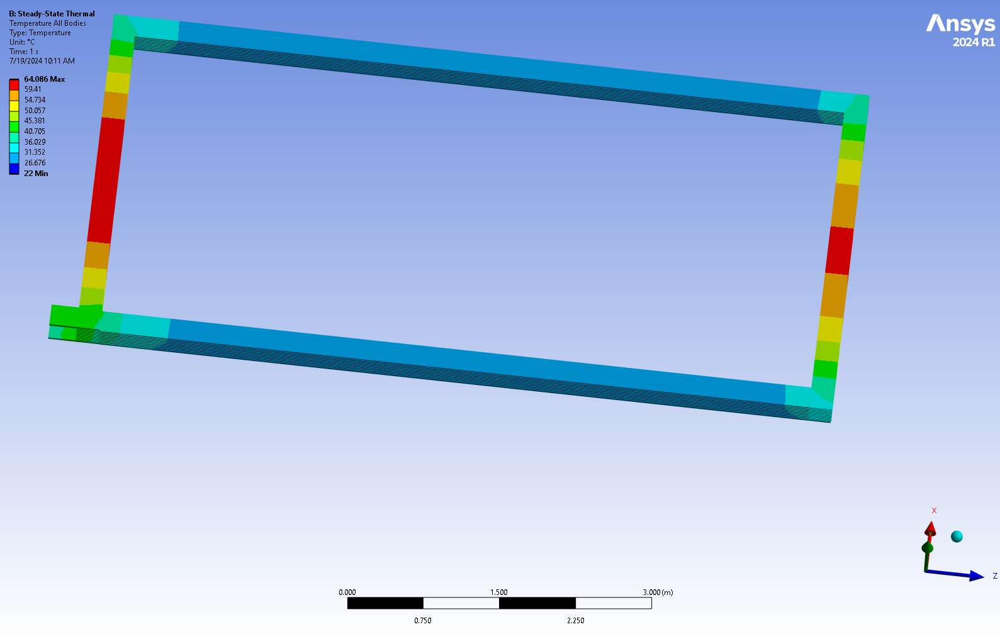 B: Steady-State Thermal
Temperature All Bodies
Type: Temperature
Unit: °C
Time: 1 s
7/19/2024 10:11 AM
64.086 Max
59.41
54.734
50.057
45.381
40.705
36.029
31.352
26.676
22 Min
Ansys
2024 R1
X
Z
0.000 1.500 3.000 (m)
0.750 2.250